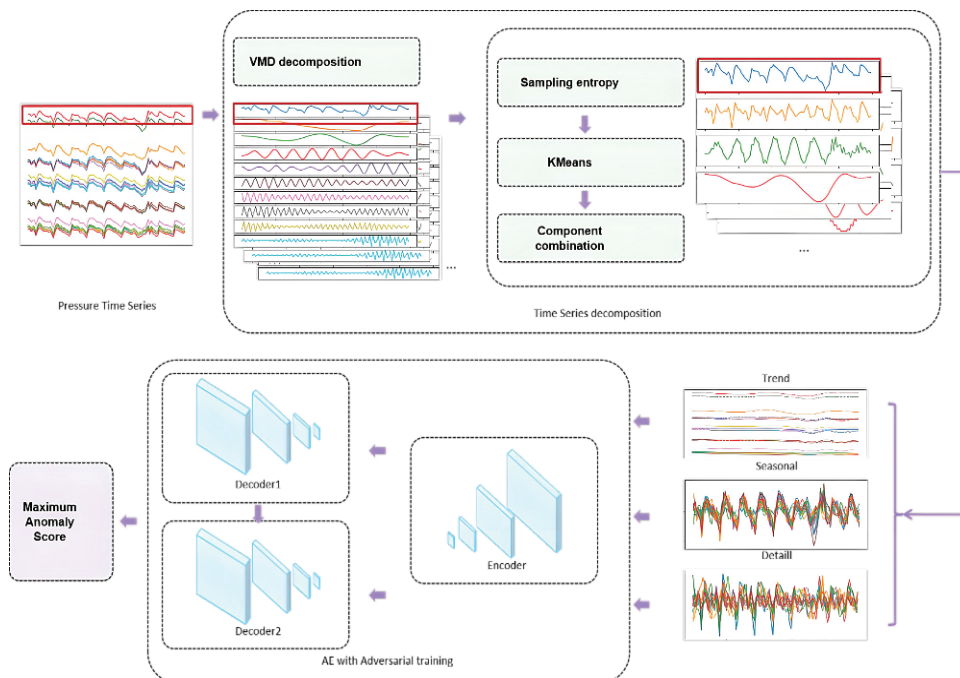 VMD decomposition
Sampling entropy
KMeans
Component
combination
...
...
Pressure Time Series
Time Series decomposition
Trend
Seasonal
Detaill
Decoder1
Encoder
Decoder2
Maximum
Anomaly
Score
AE with Adversarial training